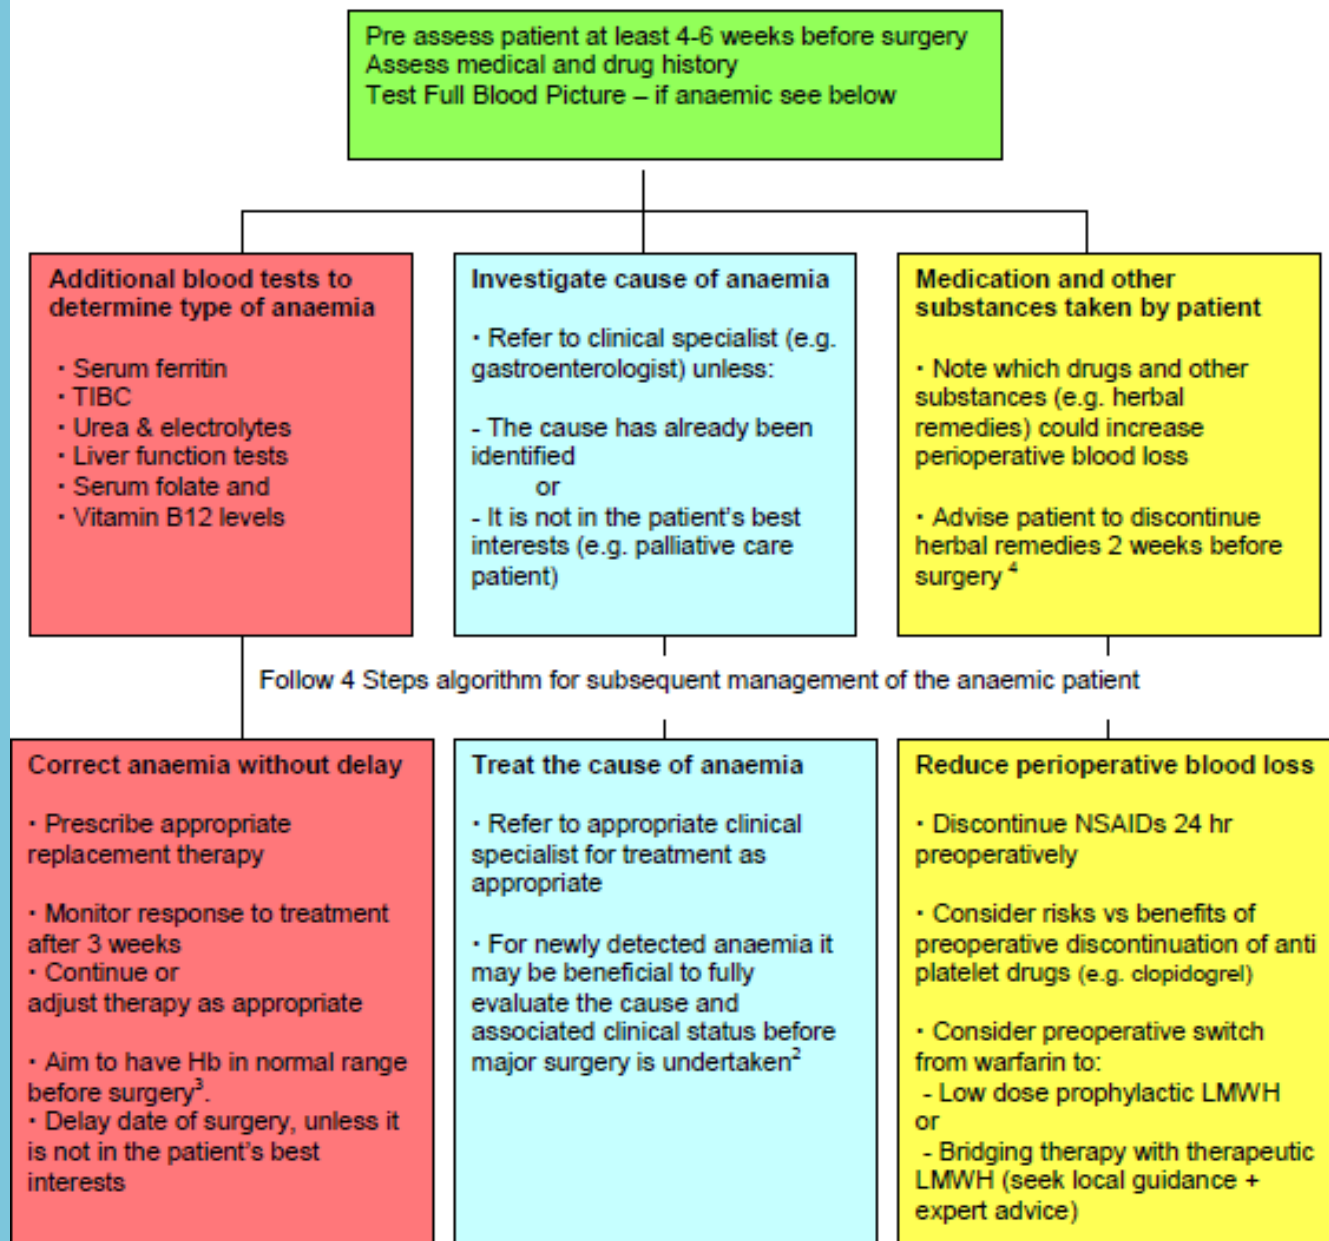 Pre assess patient at least 4-6 weeks before surgery
Assess medical and drug history
Test Full Blood Picture – if anaemic see below
Additional blood tests to
determine type of anaemia
· Serum ferritin
· TIBC
· Urea & electrolytes
· Liver function tests
· Serum folate and
· Vitamin B12 levels
Investigate cause of anaemia
· Refer to clinical specialist (e.g.
gastroenterologist) unless:
- The cause has already been
identified
or
- It is not in the patient's best
interests (e.g. palliative care
patient)
Medication and other
substances taken by patient
· Note which drugs and other
substances (e.g. herbal
remedies) could increase
perioperative blood loss
· Advise patient to discontinue
herbal remedies 2 weeks before
surgery ⁴
Follow 4 Steps algorithm for subsequent management of the anaemic patient
Correct anaemia without delay
· Prescribe appropriate
replacement therapy
· Monitor response to treatment
after 3 weeks
· Continue or
adjust therapy as appropriate
· Aim to have Hb in normal range
before surgery³.
· Delay date of surgery, unless it
is not in the patient's best
interests
Treat the cause of anaemia
· Refer to appropriate clinical
specialist for treatment as
appropriate
· For newly detected anaemia it
may be beneficial to fully
evaluate the cause and
associated clinical status before
major surgery is undertaken²
Reduce perioperative blood loss
· Discontinue NSAIDs 24 hr
preoperatively
· Consider risks vs benefits of
preoperative discontinuation of anti
platelet drugs (e.g. clopidogrel)
· Consider preoperative switch
from warfarin to:
- Low dose prophylactic LMWH
or
- Bridging therapy with therapeutic
LMWH (seek local guidance +
expert advice)